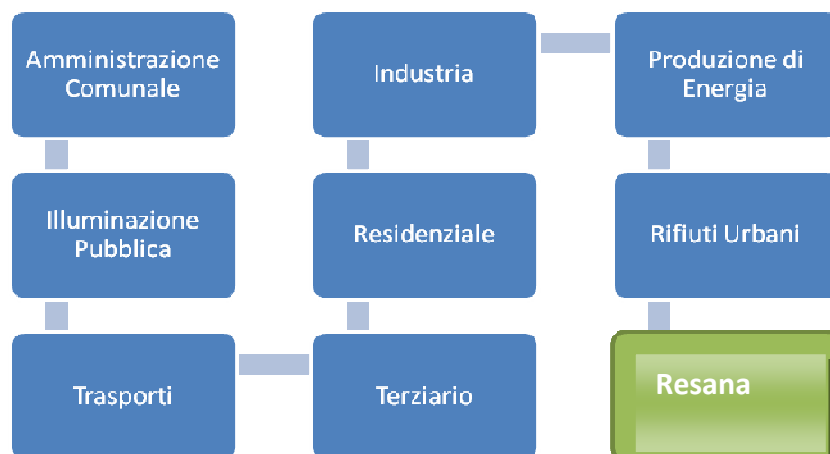 Amministrazione
Comunale
Illuminazione
Pubblica
Trasporti
Terziario
Residenziale
Industria
Produzione di
Energia
Rifiuti Urbani
Resana